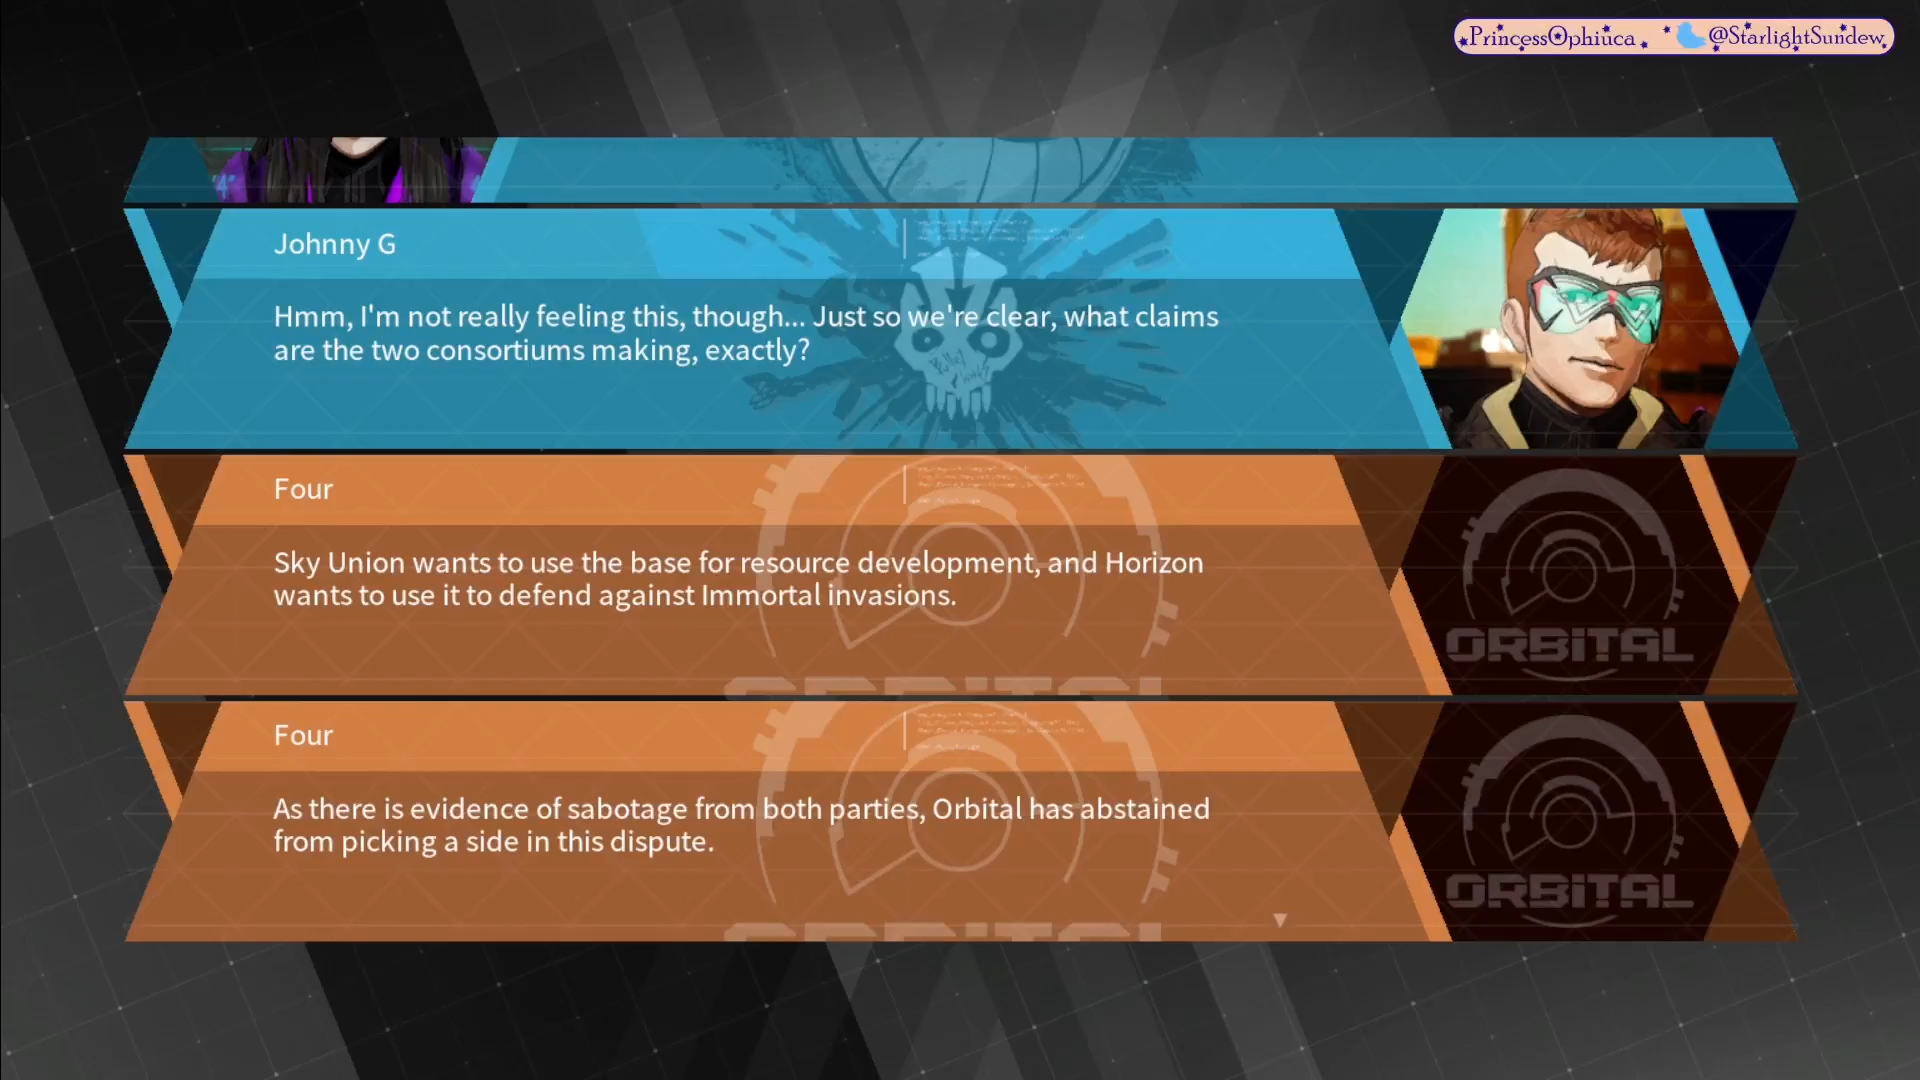 PrincessOphiuca @StarlightSundew
Johnny G
Hmm, I'm not really feeling this, though... Just so we're clear, what claims
are the two consortiums making, exactly?
Four
Sky Union wants to use the base for resource development, and Horizon
wants to use it to defend against Immortal invasions.
ORBITAL
Four
As there is evidence of sabotage from both parties, Orbital has abstained
from picking a side in this dispute.
ORBITAL